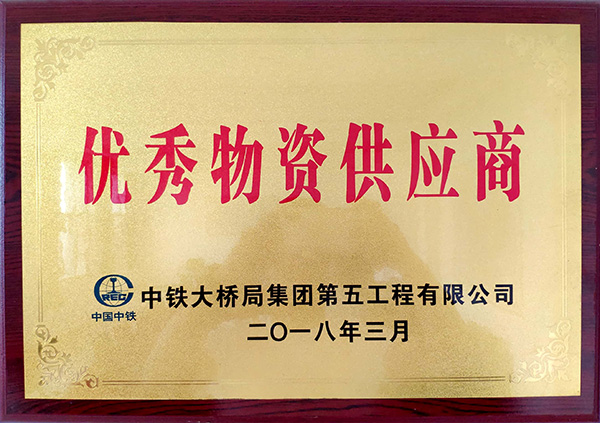 优秀物资供应商
CREC
中国中铁
中铁大桥局集团第五工程有限公司
二〇一八年三月